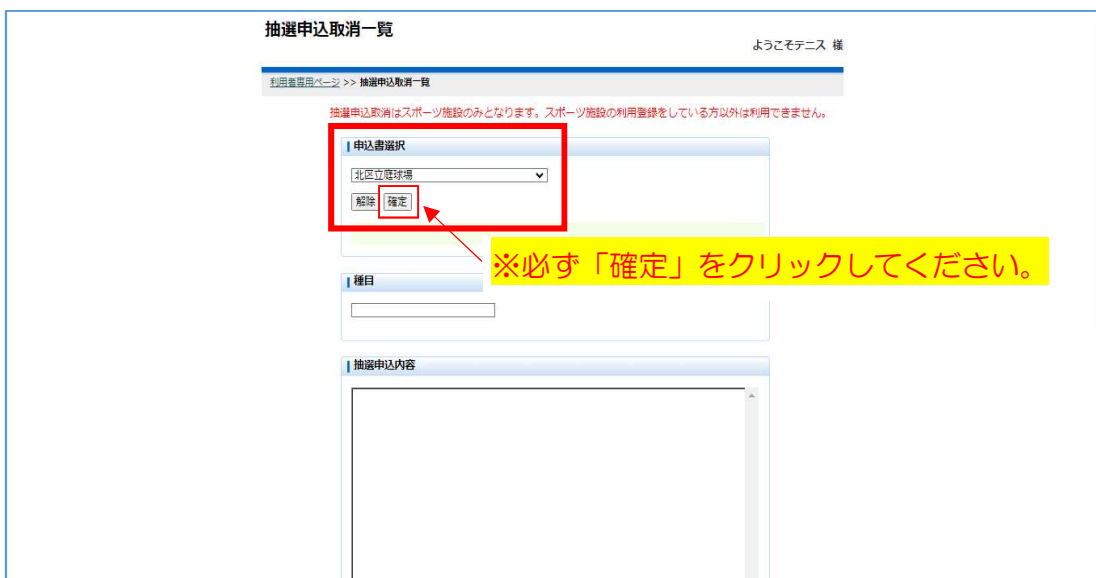 抽選申込取消一覧
ようこそテニス 様
利用者専用ページ >> 抽選申込取消一覧
抽選申込取消はスポーツ施設のみとなります。スポーツ施設の利用登録をしている方以外は利用できません。
申込書選択
北区立庭球場
解除 確定
※必ず「確定」をクリックしてください。
種目
抽選申込内容